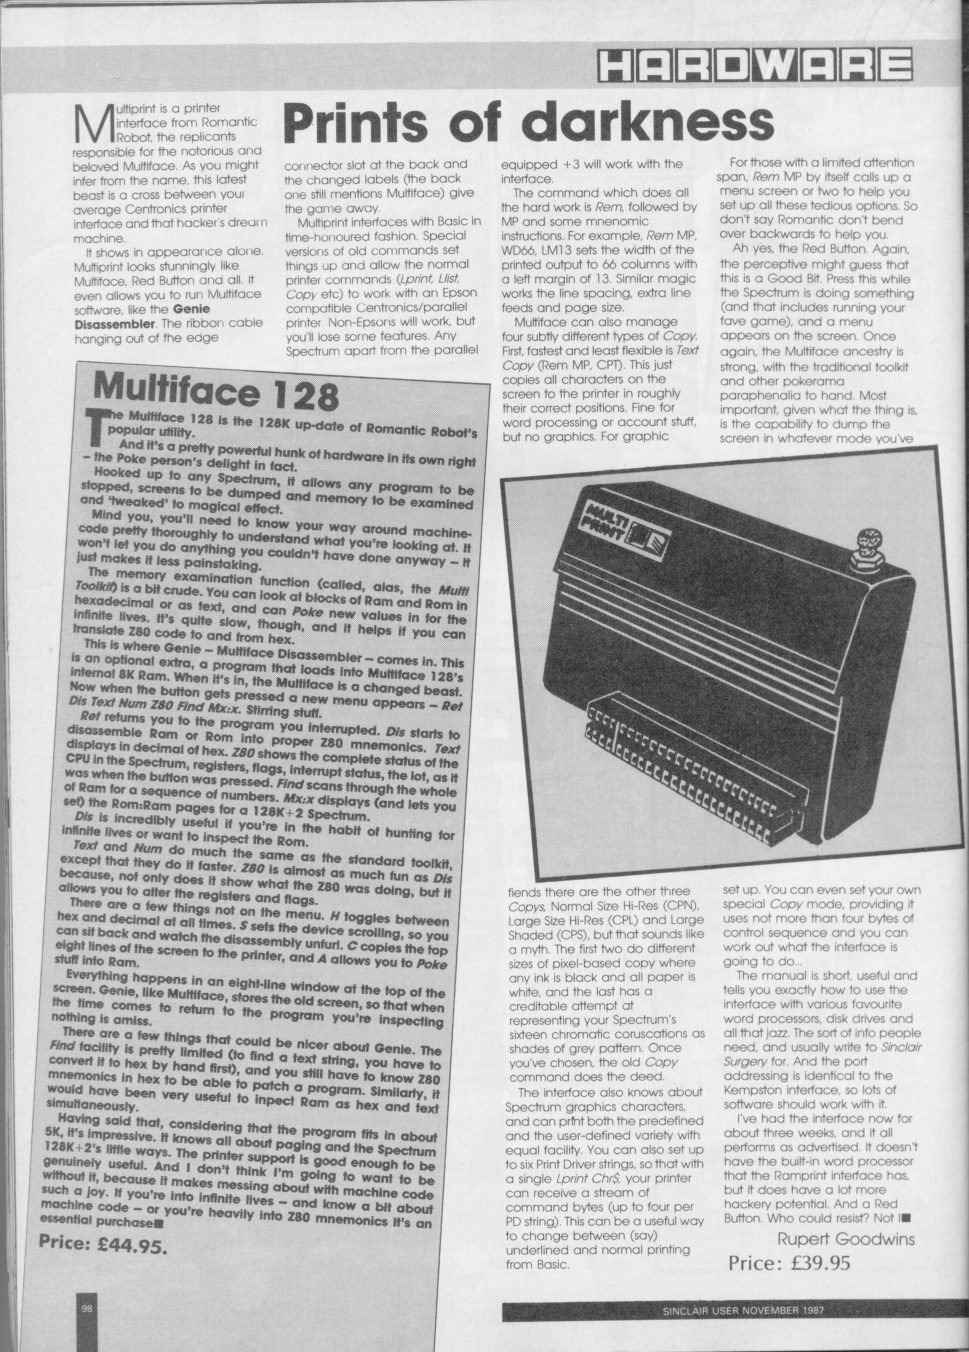 HARDWARE
Prints of darkness
Multiprint is a printer
interface from Romantic
Robot, the replicants
responsible for the notorious and
beloved Multiface. As you might
infer from the name, this latest
beast is a cross between your
average Centronics printer
interface and that hacker's dream
machine.
It shows in appearance alone.
Multiprint looks stunningly like
Multiface, Red Button and all. It
even allows you to run Multiface
software, like the Genie
Disassembler. The ribbon cable
hanging out of the edge
connector slot at the back and
the changed labels (the back
one still mentions Multiface) give
the game away.
Multiprint interfaces with Basic in
time-honoured fashion. Special
versions of old commands set
things up and allow the normal
printer commands (Lprint, Llist,
Copy etc) to work with an Epson
compatible Centronics/parallel
printer. Non-Epsons will work, but
you'll lose some features. Any
Spectrum apart from the parallel
equipped +3 will work with the
interface.
The command which does all
the hard work is Rem, followed by
MP and some mnenomic
instructions. For example, Rem MP,
WD66, LM13 sets the width of the
printed output to 66 columns with
a left margin of 13. Similar magic
works the line spacing, extra line
feeds and page size.
Multiface can also manage
four subtly different types of Copy.
First, fastest and least flexible is Text
Copy (Rem MP, CPT). This just
copies all characters on the
screen to the printer in roughly
their correct positions. Fine for
word processing or account stuff,
but no graphics. For graphic
fiends there are the other three
Copys, Normal Size Hi-Res (CPN),
Large Size Hi-Res (CPL) and Large
Shaded (CPS), but that sounds like
a myth. The first two do different
sizes of pixel-based copy where
any ink is black and all paper is
white, and the last has a
creditable attempt at
representing your Spectrum's
sixteen chromatic coruscations as
shades of grey pattern. Once
you've chosen, the old Copy
command does the deed.
The interface also knows about
Spectrum graphics characters,
and can prtnt both the predefined
and the user-defined variety with
equal facility. You can also set up
to six Print Driver strings, so that with
a single Lprint Chr$, your printer
can receive a stream of
command bytes (up to four per
PD string). This can be a useful way
to change between (say)
underlined and normal printing
from Basic.
For those with a limited attention
span, Rem MP by itself calls up a
menu screen or two to help you
set up all these tedious options. So
don't say Romantic don't bend
over backwards to help you.
Ah yes, the Red Button. Again,
the perceptive might guess that
this is a Good Bit. Press this while
the Spectrum is doing something
(and that includes running your
fave game), and a menu
appears on the screen. Once
again, the Multiface ancestry is
strong, with the traditional toolkit
and other pokerama
paraphenalia to hand. Most
important, given what the thing is,
is the capability to dump the
screen in whatever mode you've
MULTI
PRINT
set up. You can even set your own
special Copy mode, providing it
uses not more than four bytes of
control sequence and you can
work out what the interface is
going to do...
The manual is short, useful and
tells you exactly how to use the
interface with various favourite
word processors, disk drives and
all that jazz. The sort of info people
need, and usually write to Sinclair
Surgery for. And the port
addressing is identical to the
Kempston interface, so lots of
software should work with it.
I've had the interface now for
about three weeks, and it all
performs as advertised. It doesn't
have the built-in word processor
that the Ramprint interface has,
but it does have a lot more
hackery potential. And a Red
Button. Who could resist? Not I■
Rupert Goodwins
Price: £39.95
Multiface 128
The Multiface 128 is the 128K up-date of Romantic Robot's
popular utility.
And it's a pretty powerful hunk of hardware in its own right
– the Poke person's delight in fact.
Hooked up to any Spectrum, it allows any program to be
stopped, screens to be dumped and memory to be examined
and 'tweaked' to magical effect.
Mind you, you'll need to know your way around machine-
code pretty thoroughly to understand what you're looking at. It
won't let you do anything you couldn't have done anyway – it
just makes it less painstaking.
The memory examination function (called, alas, the Multi
Toolkit) is a bit crude. You can look at blocks of Ram and Rom in
hexadecimal or as text, and can Poke new values in for the
infinite lives. It's quite slow, though, and it helps if you can
translate Z80 code to and from hex.
This is where Genie – Multiface Disassembler – comes in. This
is an optional extra, a program that loads into Multiface 128's
internal 8K Ram. When it's in, the Multiface is a changed beast.
Now when the button gets pressed a new menu appears – Ret
Dis Text Num Z80 Find Mx:x. Stirring stuff.
Ret returns you to the program you interrupted. Dis starts to
disassemble Ram or Rom into proper Z80 mnemonics. Text
displays in decimal of hex. Z80 shows the complete status of the
CPU in the Spectrum, registers, flags, interrupt status, the lot, as it
was when the button was pressed. Find scans through the whole
of Ram for a sequence of numbers. Mx:x displays (and lets you
set) the Rom:Ram pages for a 128K+2 Spectrum.
Dis is incredibly useful if you're in the habit of hunting for
infinite lives or want to inspect the Rom.
Text and Num do much the same as the standard toolkit,
except that they do it faster. Z80 is almost as much fun as Dis
because, not only does it show what the Z80 was doing, but it
allows you to alter the registers and flags.
There are a few things not on the menu. H toggles between
hex and decimal at all times. S sets the device scrolling, so you
can sit back and watch the disassembly unfurl. C copies the top
eight lines of the screen to the printer, and A allows you to Poke
stuff into Ram.
Everything happens in an eight-line window at the top of the
screen. Genie, like Multiface, stores the old screen, so that when
the time comes to return to the program you're inspecting
nothing is amiss.
There are a few things that could be nicer about Genie. The
Find facility is pretty limited (to find a text string, you have to
convert it to hex by hand first), and you still have to know Z80
mnemonics in hex to be able to patch a program. Similarly, it
would have been very useful to inpect Ram as hex and text
simultaneously.
Having said that, considering that the program fits in about
5K, it's impressive. It knows all about paging and the Spectrum
128K+2's little ways. The printer support is good enough to be
genuinely useful. And I don't think I'm going to want to be
without it, because it makes messing about with machine code
such a joy. If you're into infinite lives – and know a bit about
machine code – or you're heavily into Z80 mnemonics it's an
essential purchase■
Price: £44.95.
98
SINCLAIR USER NOVEMBER 1987